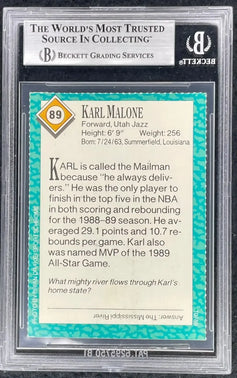 THE WORLD'S MOST TRUSTED
SOURCE IN COLLECTING™
BECKETT GRADING SERVICES
BECKETT
89
KARL MALONE
Forward, Utah Jazz
Height: 6' 9" Weight: 256
Born: 7/24/63, Summerfield, Louisiana
KARL is called the Mailman
because "he always deliv-
ers." He was the only player to
finish in the top five in the NBA
in both scoring and rebounding
for the 1988-89 season. He av-
eraged 29.1 points and 10.7 re-
bounds per game. Karl also
was named MVP of the 1989
All-Star Game.
What mighty river flows through Karl's
home state?
Answer: The Mississippi River